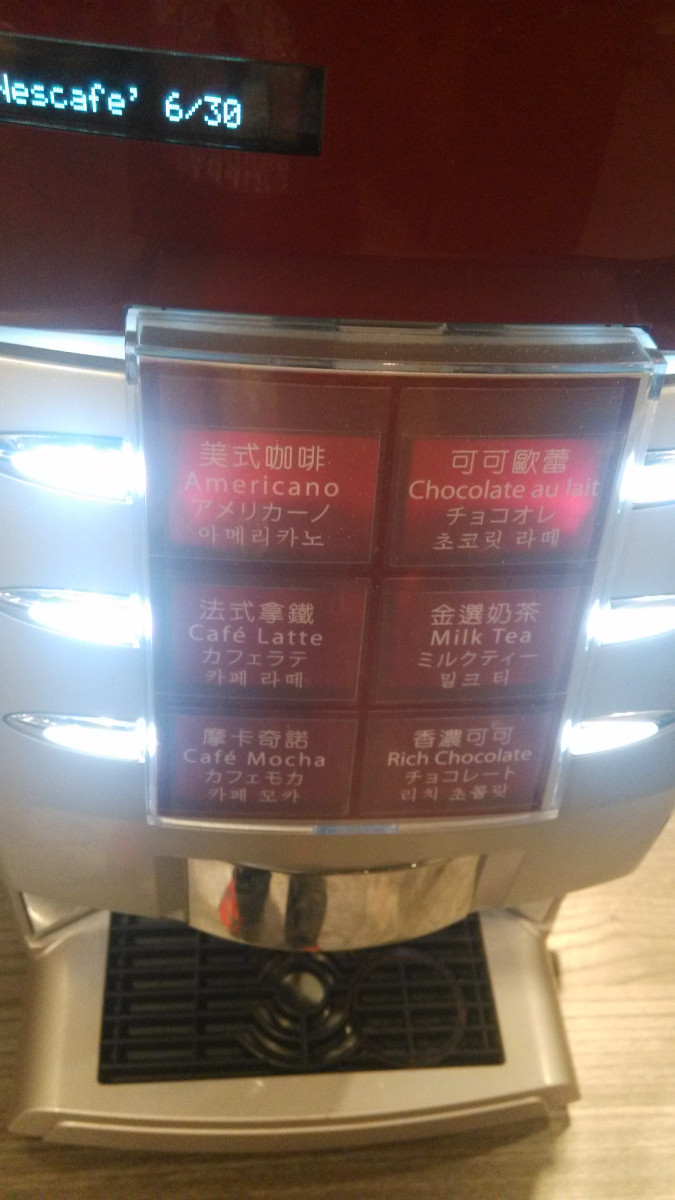 Nescafe' 6/30
美式咖啡
Americano
アメリカーノ
아메리카노
可可歐蕾
Chocolate au lait
チョコオレ
초코릿 라떼
法式拿鐵
Café Latte
カフェラテ
카페 라떼
金選奶茶
Milk Tea
ミルクティー
밀크 티
摩卡奇諾
Café Mocha
カフェモカ
카페 모카
香濃可可
Rich Chocolate
チョコレート
리치 초콜릿